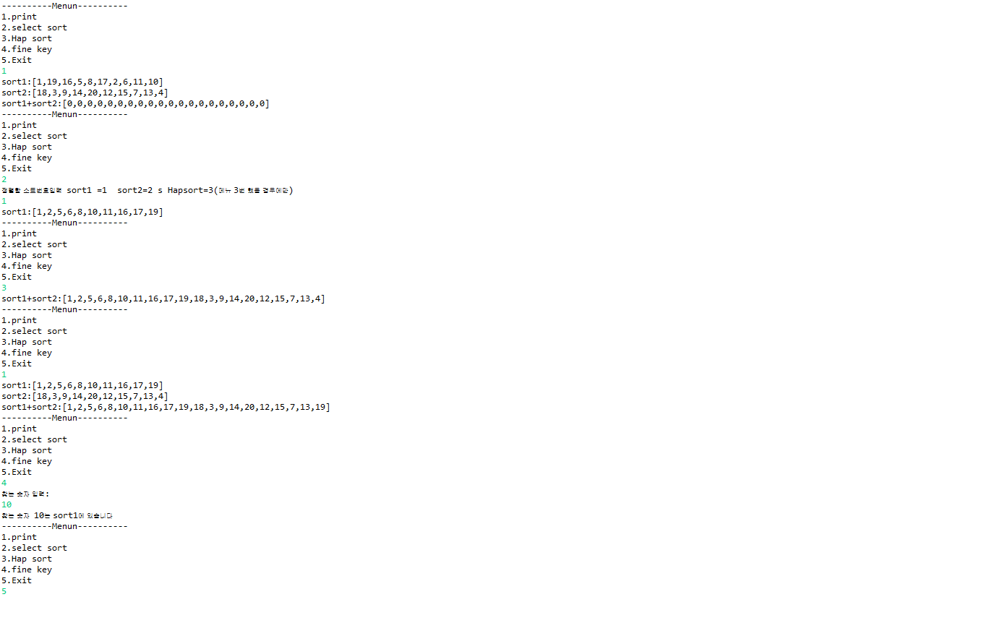 ----------Menun----------
1.print
2.select sort
3.Hap sort
4.fine key
5.Exit
1
sort1:[1,19,16,5,8,17,2,6,11,10]
sort2:[18,3,9,14,20,12,15,7,13,4]
sort1+sort2:[0,0,0,0,0,0,0,0,0,0,0,0,0,0,0,0,0,0,0,0]
----------Menun----------
1.print
2.select sort
3.Hap sort
4.fine key
5.Exit
2
정렬할 소트번호입력 sort1 =1  sort2=2 s Hapsort=3(메뉴 3번 했을 경우에만)
1
sort1:[1,2,5,6,8,10,11,16,17,19]
----------Menun----------
1.print
2.select sort
3.Hap sort
4.fine key
5.Exit
3
sort1+sort2:[1,2,5,6,8,10,11,16,17,19,18,3,9,14,20,12,15,7,13,4]
----------Menun----------
1.print
2.select sort
3.Hap sort
4.fine key
5.Exit
1
sort1:[1,2,5,6,8,10,11,16,17,19]
sort2:[18,3,9,14,20,12,15,7,13,4]
sort1+sort2:[1,2,5,6,8,10,11,16,17,19,18,3,9,14,20,12,15,7,13,19]
----------Menun----------
1.print
2.select sort
3.Hap sort
4.fine key
5.Exit
4
찾는 숫자 입력:
10
찾는 숫자 10는 sort1에 있습니다
----------Menun----------
1.print
2.select sort
3.Hap sort
4.fine key
5.Exit
5